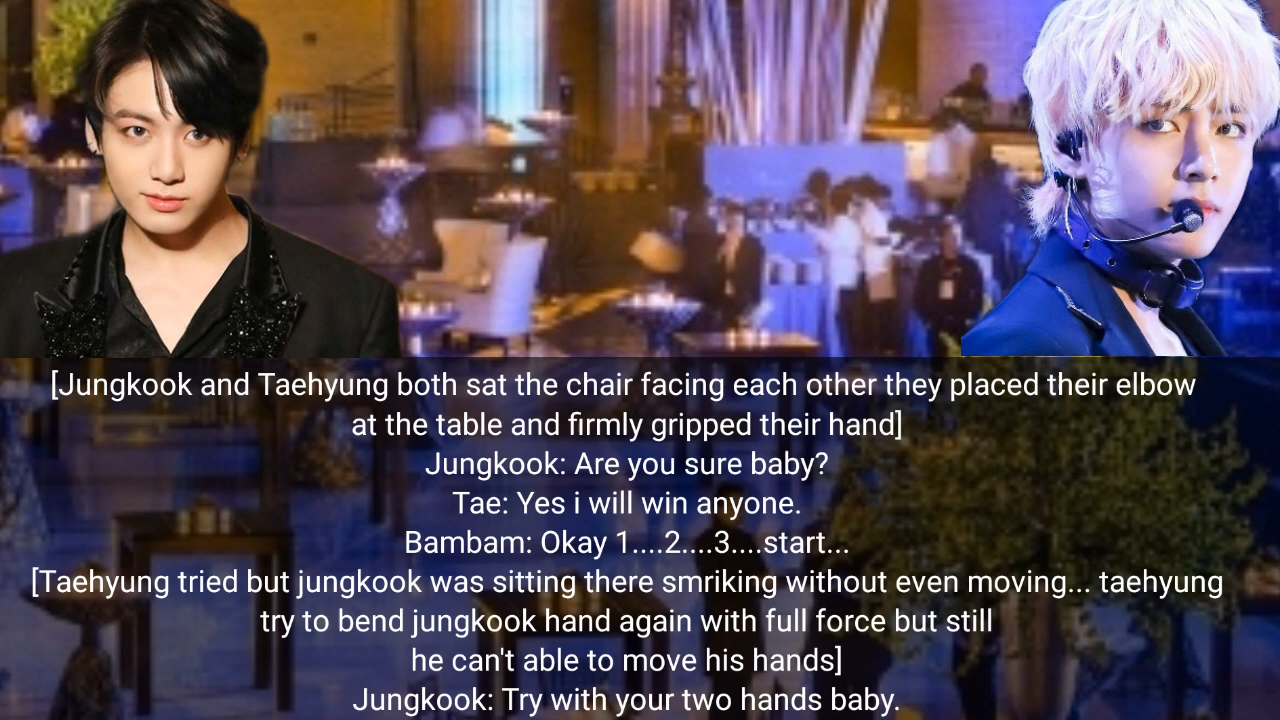 [Jungkook and Taehyung both sat the chair facing each other they placed their elbow
at the table and firmly gripped their hand]
Jungkook: Are you sure baby?
Tae: Yes i will win anyone.
Bambam: Okay 1....2....3....start...
[Taehyung tried but jungkook was sitting there smriking without even moving... taehyung
try to bend jungkook hand again with full force but still
he can't able to move his hands]
Jungkook: Try with your two hands baby.